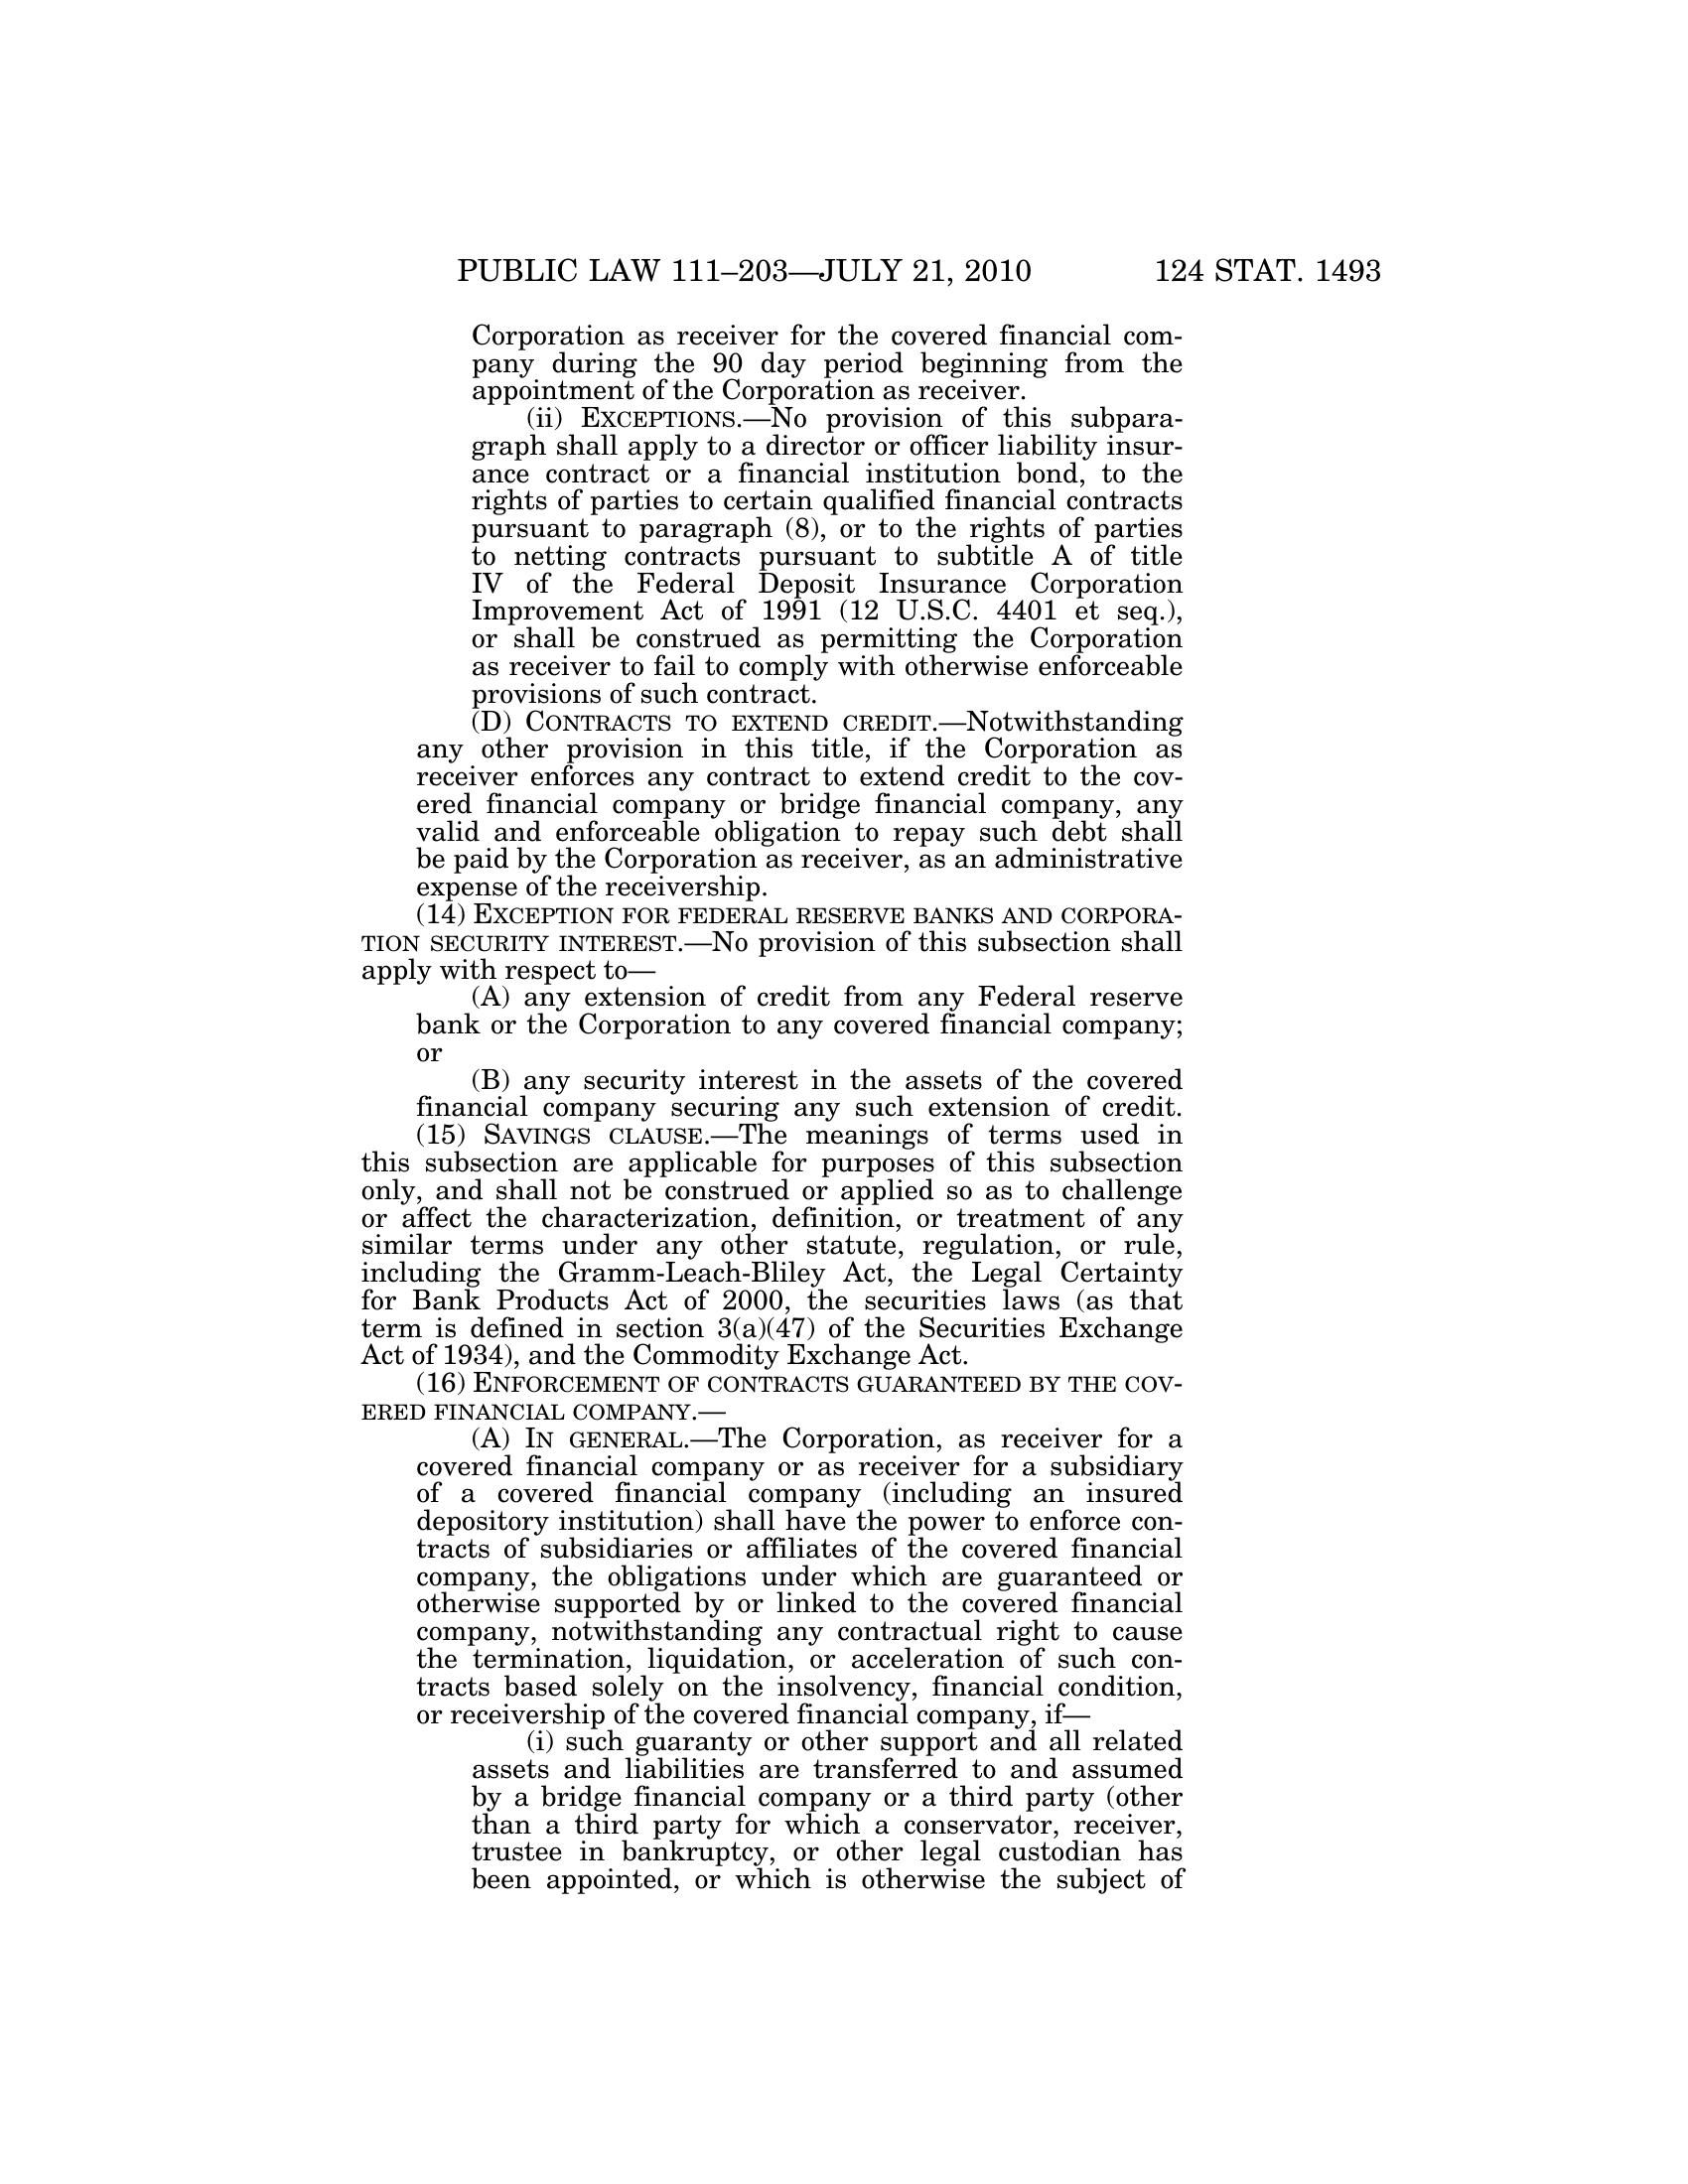 PUBLIC LAW 111–203—JULY 21, 2010 124 STAT. 1493
Corporation as receiver for the covered financial com-
pany during the 90 day period beginning from the
appointment of the Corporation as receiver.
(ii) EXCEPTIONS.—No provision of this subpara-
graph shall apply to a director or officer liability insur-
ance contract or a financial institution bond, to the
rights of parties to certain qualified financial contracts
pursuant to paragraph (8), or to the rights of parties
to netting contracts pursuant to subtitle A of title
IV of the Federal Deposit Insurance Corporation
Improvement Act of 1991 (12 U.S.C. 4401 et seq.),
or shall be construed as permitting the Corporation
as receiver to fail to comply with otherwise enforceable
provisions of such contract.
(D) CONTRACTS TO EXTEND CREDIT.—Notwithstanding
any other provision in this title, if the Corporation as
receiver enforces any contract to extend credit to the cov-
ered financial company or bridge financial company, any
valid and enforceable obligation to repay such debt shall
be paid by the Corporation as receiver, as an administrative
expense of the receivership.
(14) EXCEPTION FOR FEDERAL RESERVE BANKS AND CORPORA-
TION SECURITY INTEREST.—No provision of this subsection shall
apply with respect to—
(A) any extension of credit from any Federal reserve
bank or the Corporation to any covered financial company;
or
(B) any security interest in the assets of the covered
financial company securing any such extension of credit.
(15) SAVINGS CLAUSE.—The meanings of terms used in
this subsection are applicable for purposes of this subsection
only, and shall not be construed or applied so as to challenge
or affect the characterization, definition, or treatment of any
similar terms under any other statute, regulation, or rule,
including the Gramm-Leach-Bliley Act, the Legal Certainty
for Bank Products Act of 2000, the securities laws (as that
term is defined in section 3(a)(47) of the Securities Exchange
Act of 1934), and the Commodity Exchange Act.
(16) ENFORCEMENT OF CONTRACTS GUARANTEED BY THE COV-
ERED FINANCIAL COMPANY.—
(A) IN GENERAL.—The Corporation, as receiver for a
covered financial company or as receiver for a subsidiary
of a covered financial company (including an insured
depository institution) shall have the power to enforce con-
tracts of subsidiaries or affiliates of the covered financial
company, the obligations under which are guaranteed or
otherwise supported by or linked to the covered financial
company, notwithstanding any contractual right to cause
the termination, liquidation, or acceleration of such con-
tracts based solely on the insolvency, financial condition,
or receivership of the covered financial company, if—
(i) such guaranty or other support and all related
assets and liabilities are transferred to and assumed
by a bridge financial company or a third party (other
than a third party for which a conservator, receiver,
trustee in bankruptcy, or other legal custodian has
been appointed, or which is otherwise the subject of